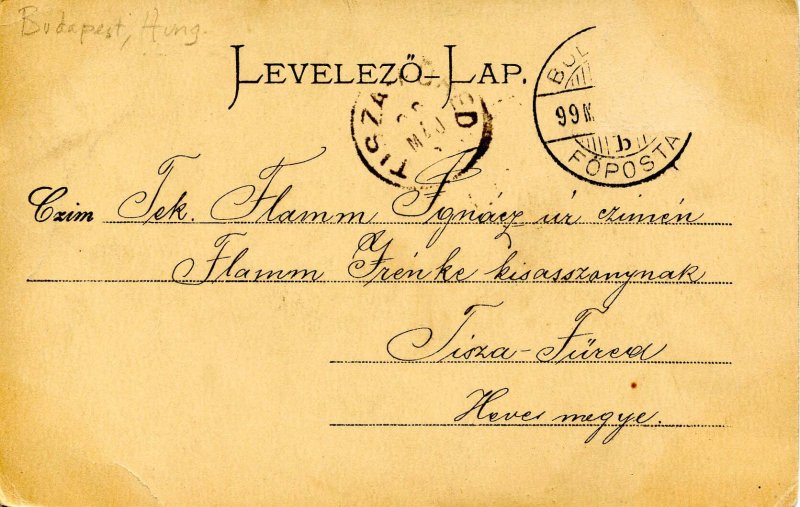 Budapest, Hung.
LEVELEZŐ-LAP.
TISZA RED
MÁJ
BU
99
b
FŐPOSTA
Czim Tek. Flamm Ignácz úr czimén
Flamm Irénke kisasszonynak
Tisza-Füred
Heves megye.